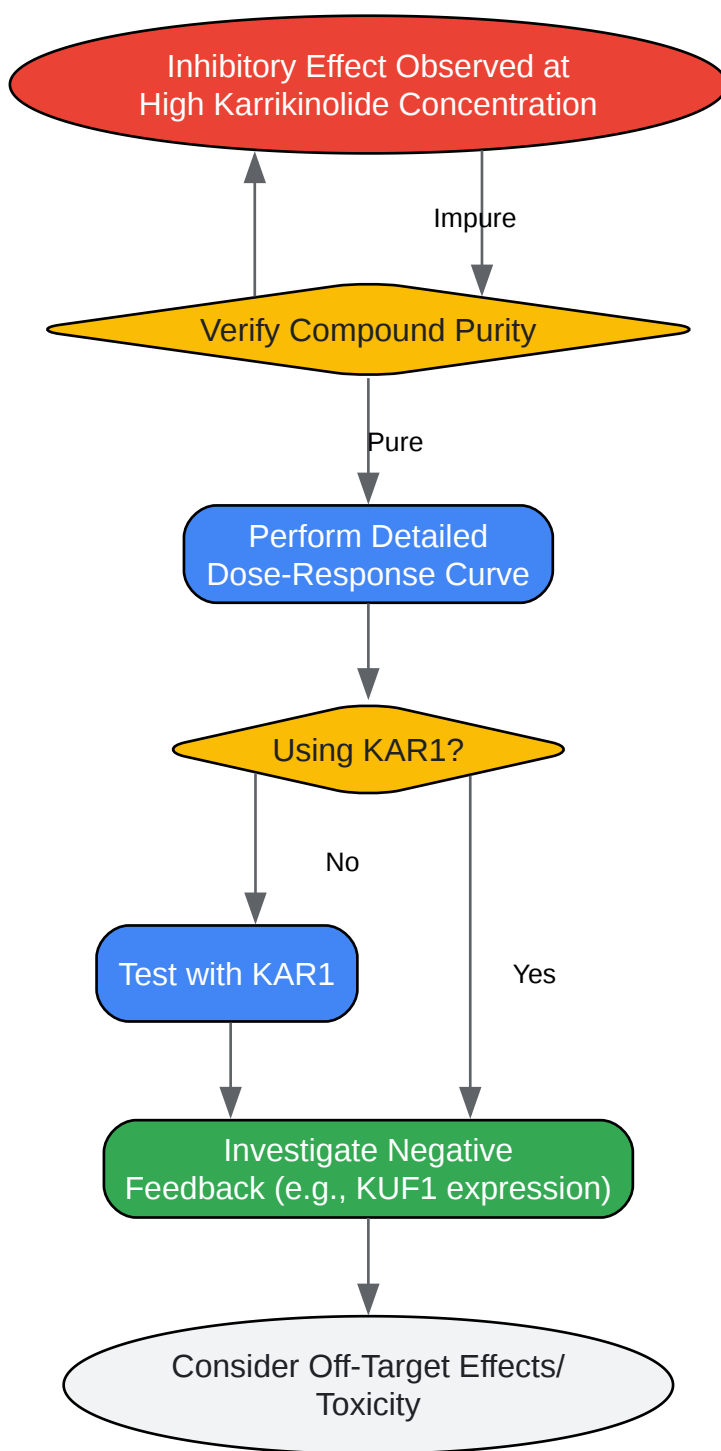 Inhibitory Effect Observed at
High Karrikinolide Concentration
Impure
Verify Compound Purity
Pure
Perform Detailed
Dose-Response Curve
Using KAR1?
No
Test with KAR1
Yes
Investigate Negative
Feedback (e.g., KUF1 expression)
Consider Off-Target Effects/
Toxicity